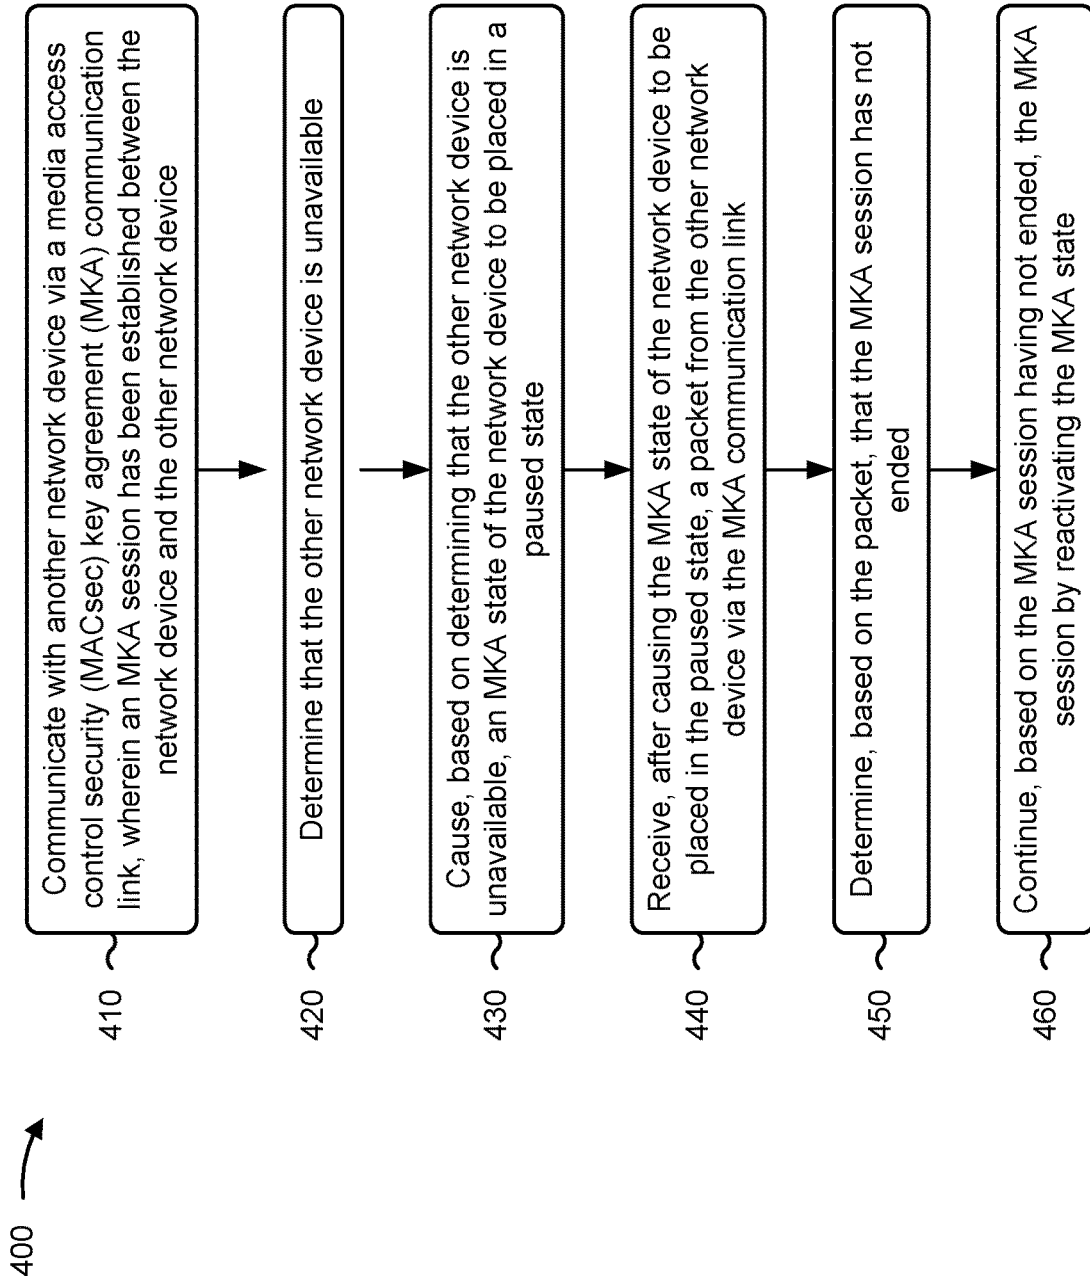 400
410
Communicate with another network device via a media access
control security (MACsec) key agreement (MKA) communication
link, wherein an MKA session has been established between the
network device and the other network device
420
Determine that the other network device is unavailable
430
Cause, based on determining that the other network device is
unavailable, an MKA state of the network device to be placed in a
paused state
440
Receive, after causing the MKA state of the network device to be
placed in the paused state, a packet from the other network
device via the MKA communication link
450
Determine, based on the packet, that the MKA session has not
ended
460
Continue, based on the MKA session having not ended, the MKA
session by reactivating the MKA state